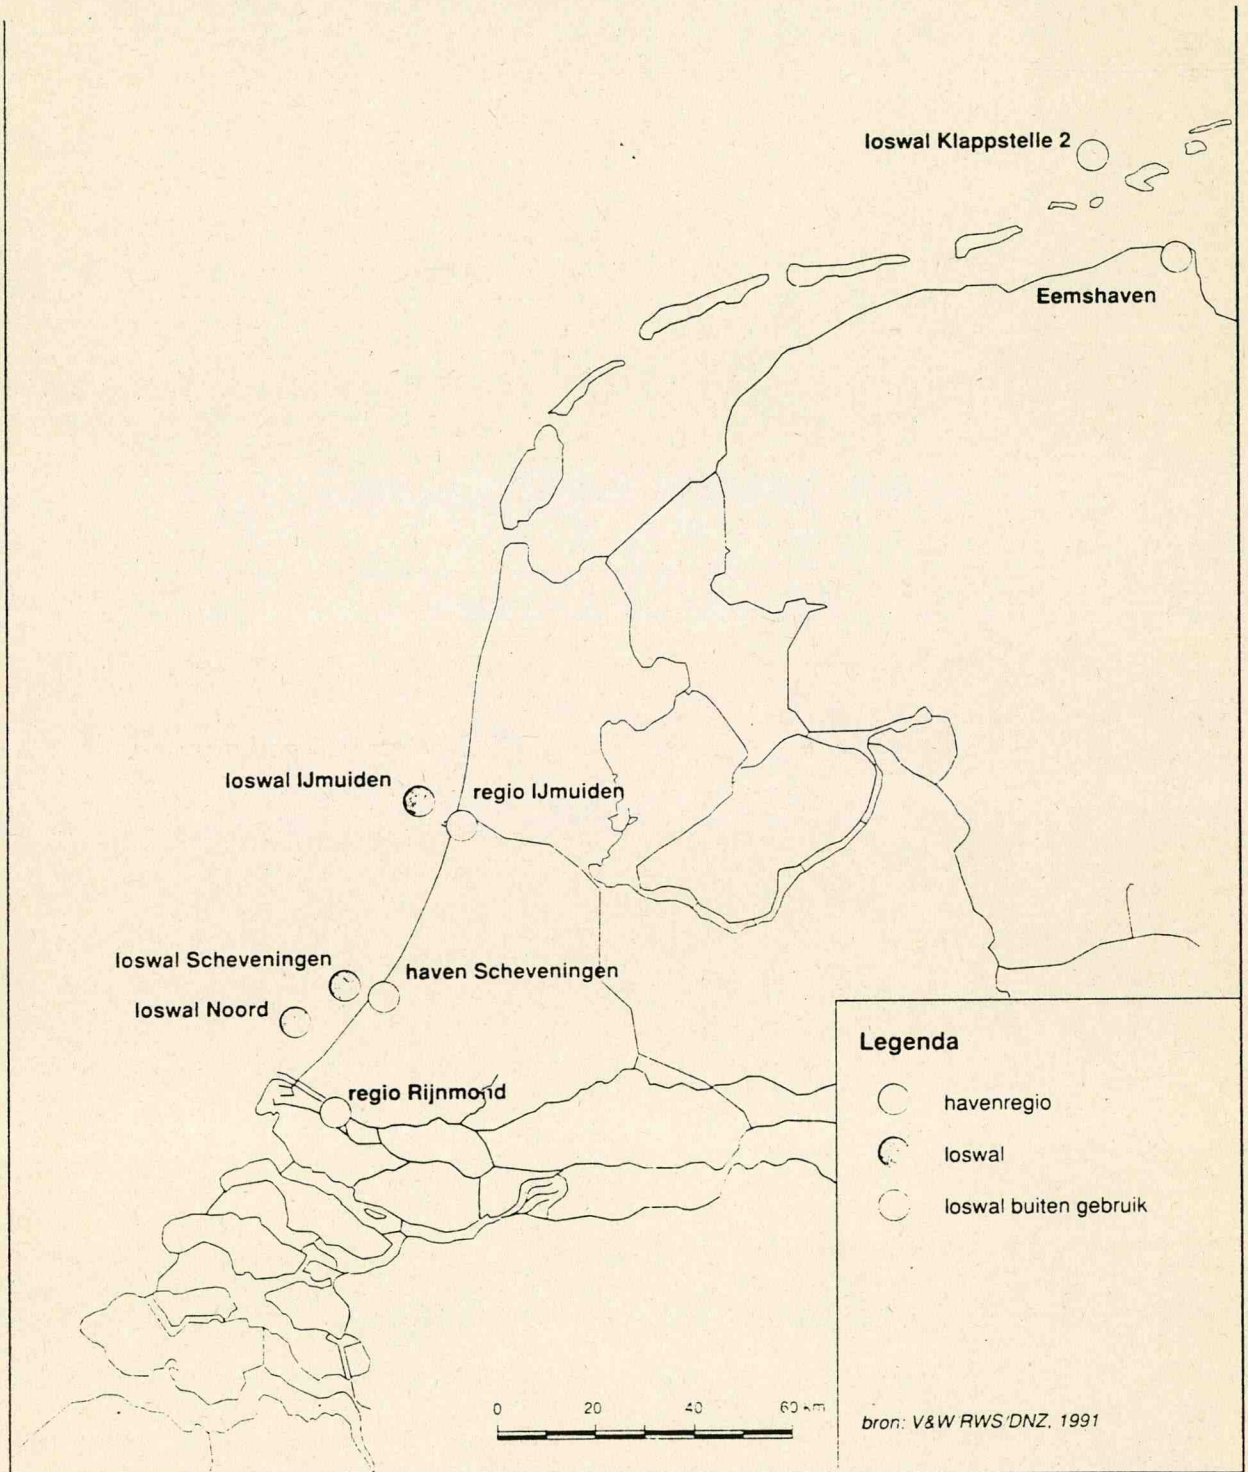 loswal Klappstelle 2
Eemshaven
loswal IJmuiden
regio IJmuiden
loswal Scheveningen
haven Scheveningen
loswal Noord
regio Rijnmond
Legenda
havenregio
loswal
loswal buiten gebruik
0 20 40 60 km
bron: V&W RWS DNZ, 1991